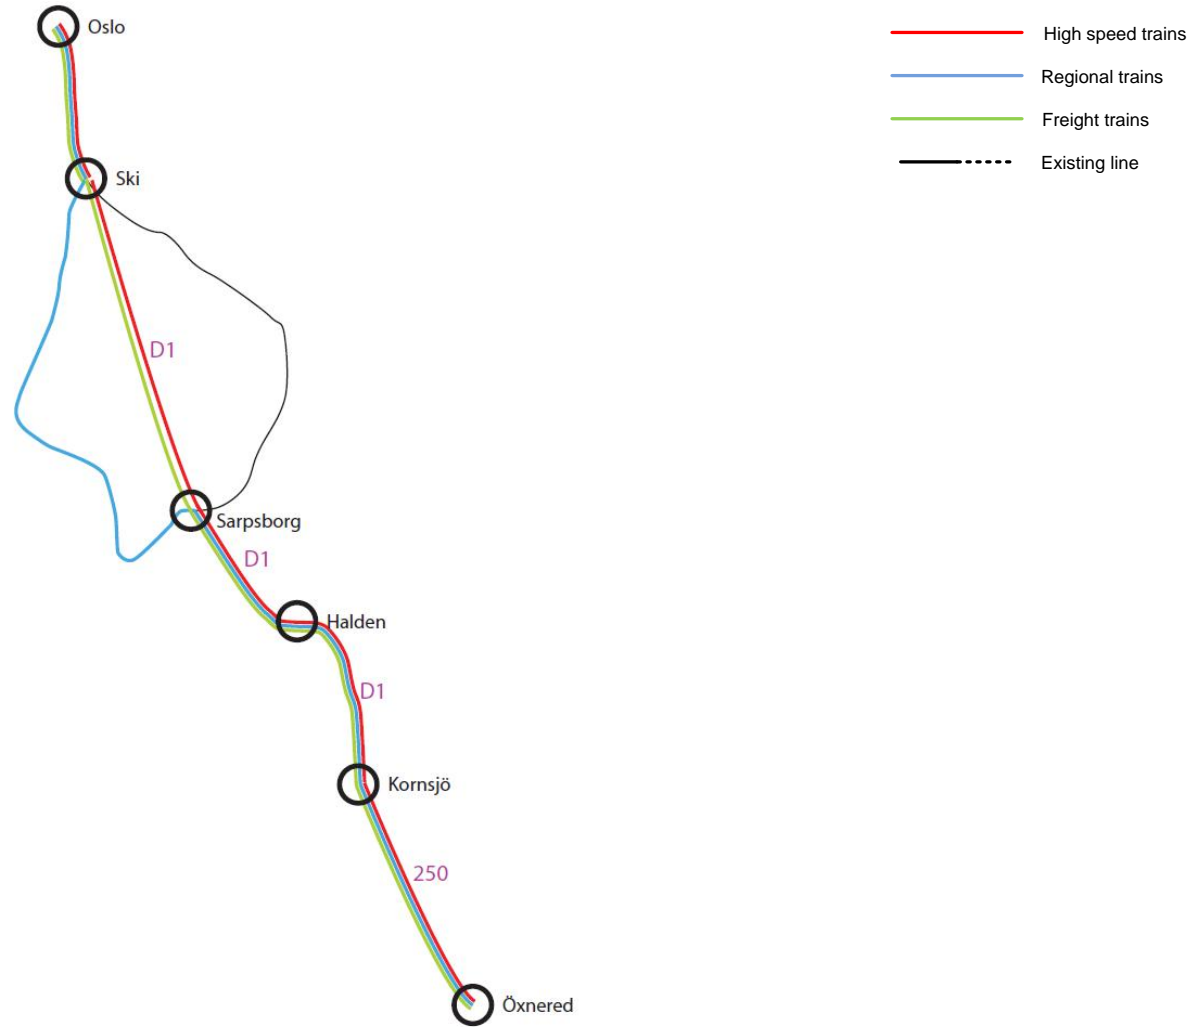 Oslo
High speed trains
Regional trains
Freight trains
Existing line
Ski
D1
Sarpsborg
D1
Halden
D1
Kornsjö
250
Öxnered